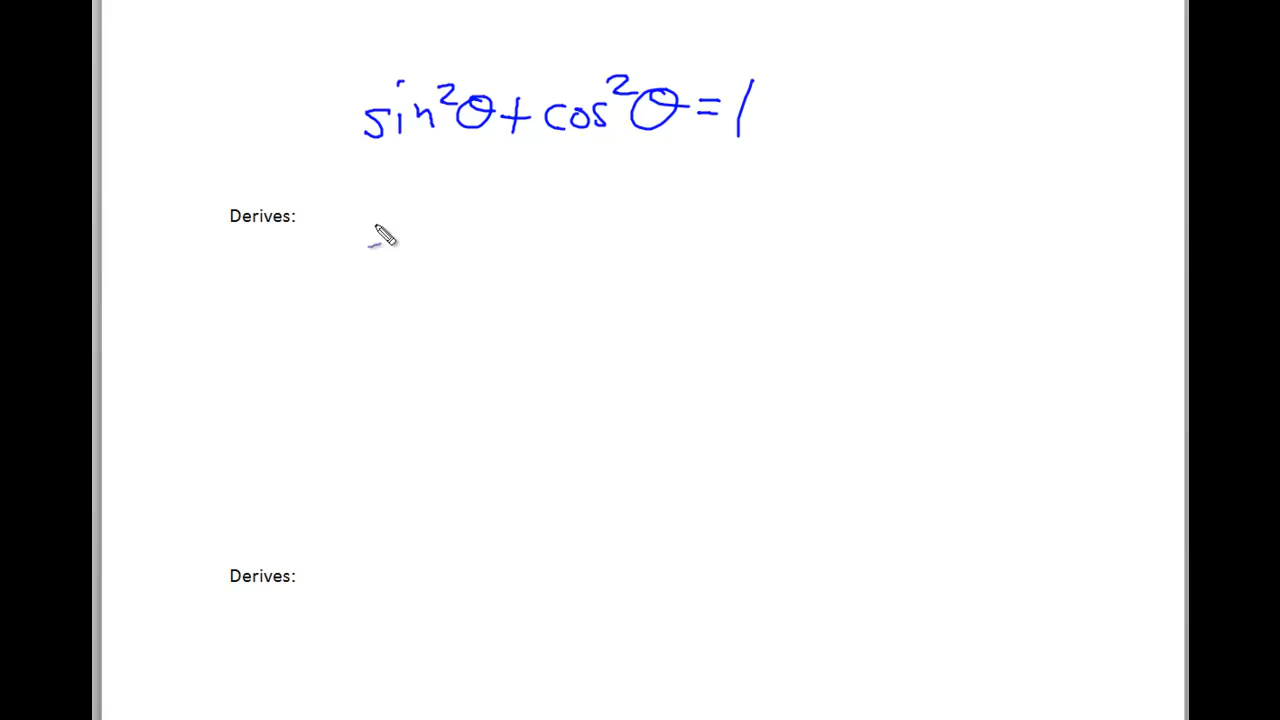 sin²θ + cos²θ = 1
Derives:
Derives: